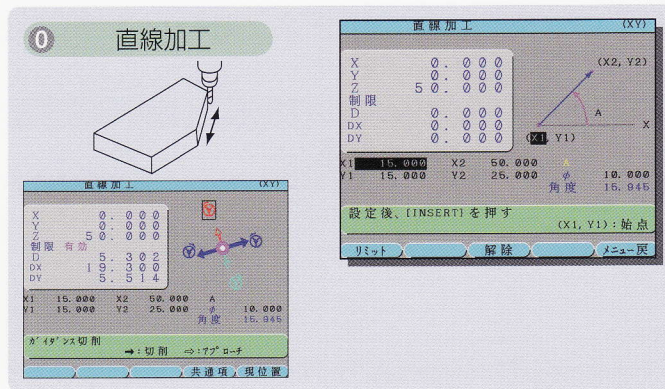 0 直線加工
直線加工 (XY)
X 0. 000
Y 0. 000
Z 50. 000
制限
D 0. 000
DX 0. 000
DY 0. 000
(X2, Y2)
A
X
(X1, Y1)
X1 15.000 X2 50.000 A
Y1 15.000 Y2 25.000 φ 10.000
角度 15.945
設定後、[INSERT]を押す
(X1, Y1):始点
リミット 解除 メニュー戻
直線加工 (XY)
X 0. 000
Y 0. 000
Z 50. 000
制限 有効
D 5. 302
DX 19. 300
DY 5. 514
X1 15.000 X2 50.000 A
Y1 15.000 Y2 25.000 φ 10.000
角度 15.945
ガイダンス切削
➡:切削 ⇨:アプローチ
共通項 現位置